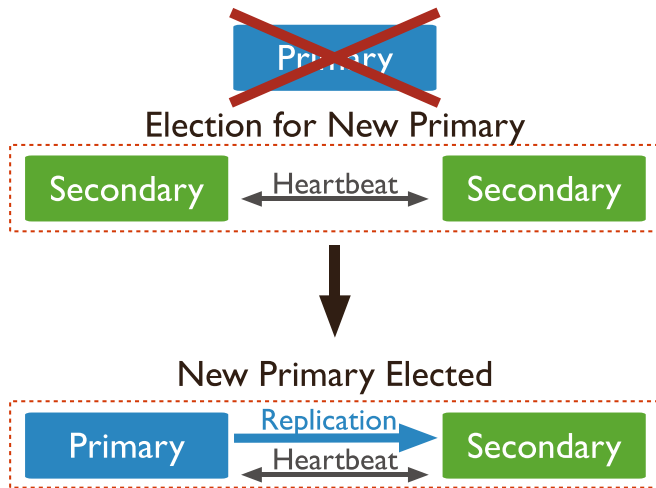 Primary
Election for New Primary
Secondary
Heartbeat
Secondary
New Primary Elected
Primary
Replication
Heartbeat
Secondary